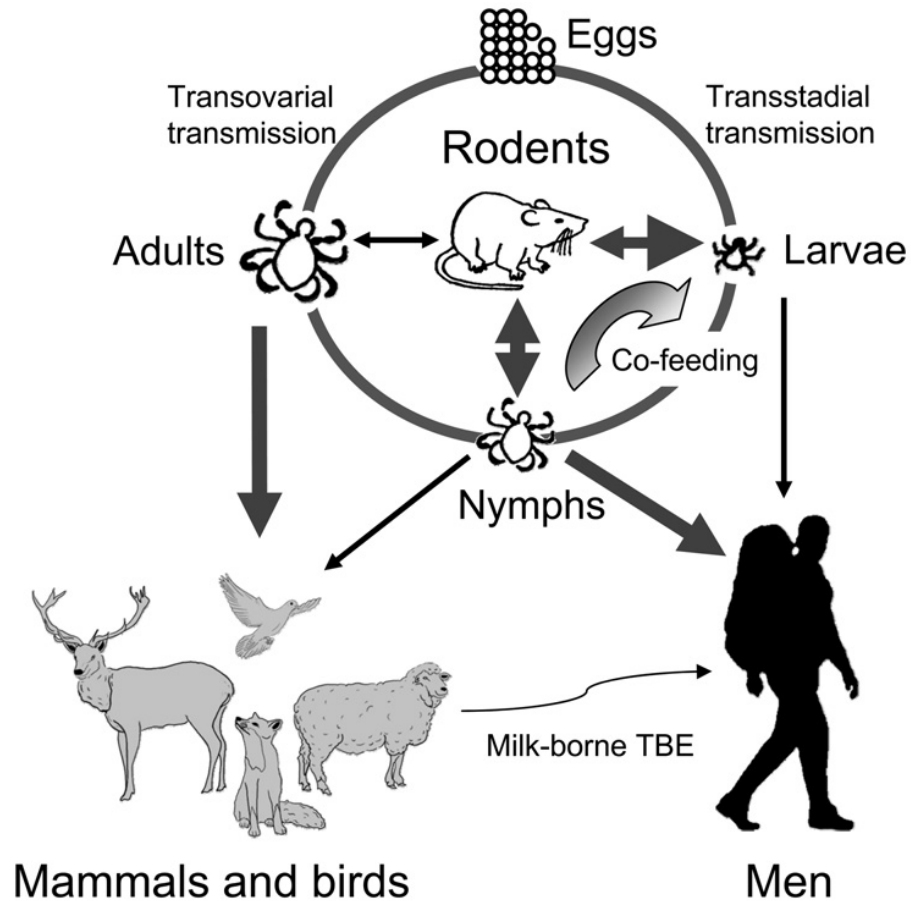 Eggs
Transovarial
transmission
Transstadial
transmission
Rodents
Adults
Larvae
Co-feeding
Nymphs
Milk-borne TBE
Mammals and birds
Men